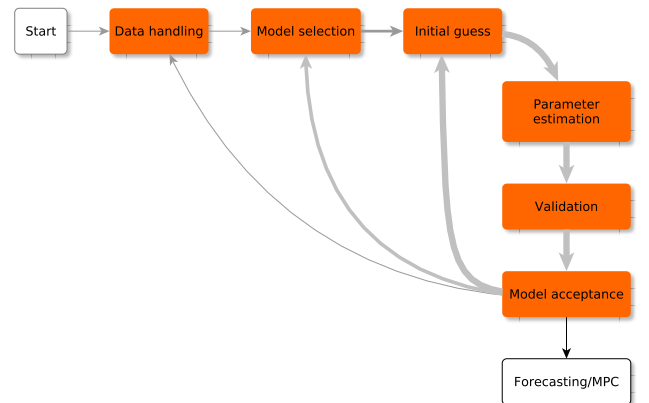 Start
Data handling
Model selection
Initial guess
Parameter
estimation
Validation
Model acceptance
Forecasting/MPC